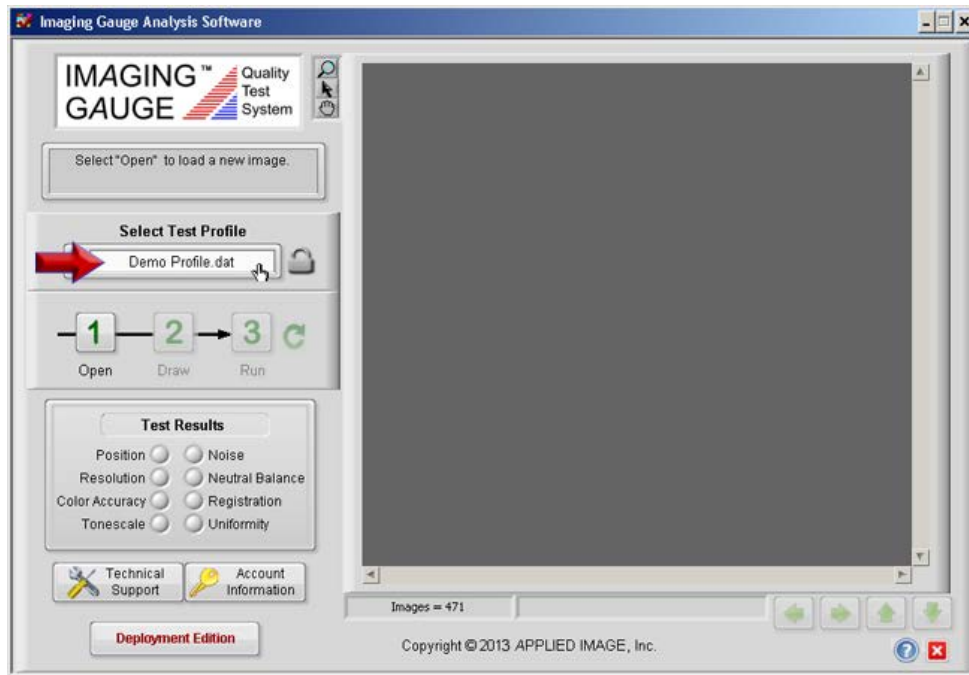 Imaging Gauge Analysis Software
IMAGING™
GAUGE
Quality
Test
System
Select "Open" to load a new image.
Select Test Profile
Demo Profile.dat
1
2
3
Open
Draw
Run
Test Results
Position
Noise
Resolution
Neutral Balance
Color Accuracy
Registration
Tonescale
Uniformity
Technical
Support
Account
Information
Images = 471
Deployment Edition
Copyright © 2013 APPLIED IMAGE, Inc.